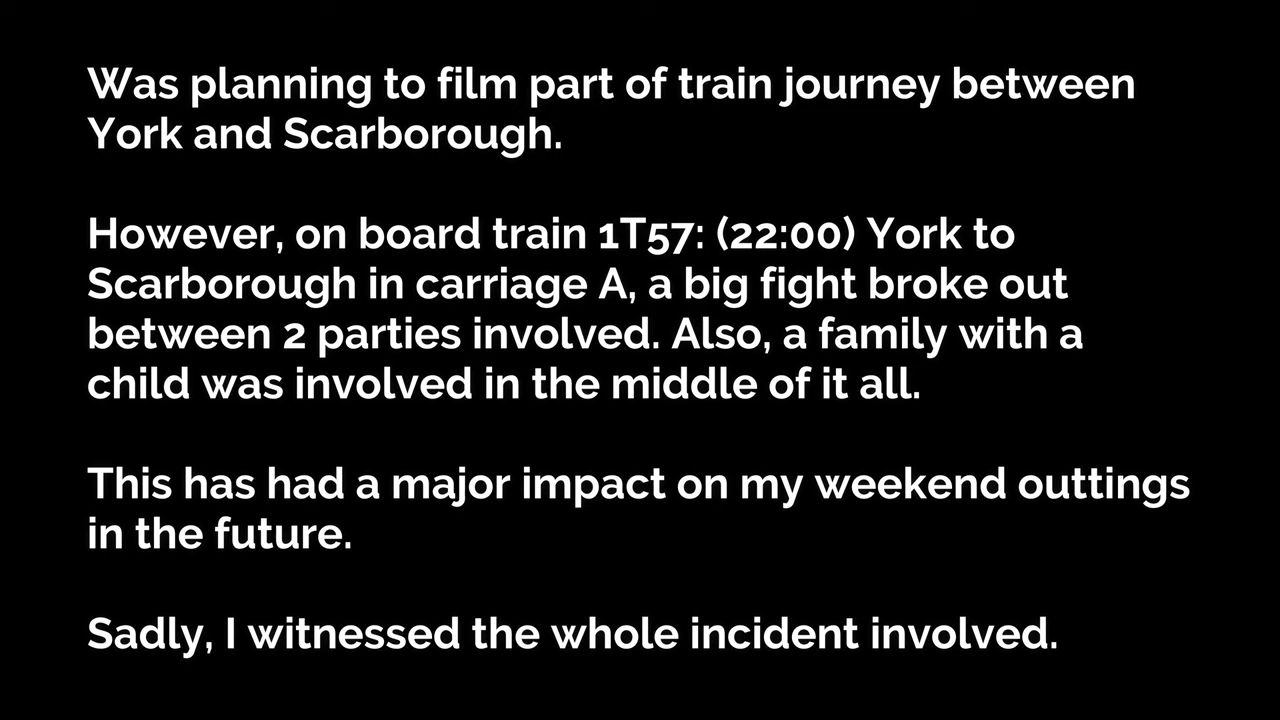 Was planning to film part of train journey between
York and Scarborough.
However, on board train 1T57: (22:00) York to
Scarborough in carriage A, a big fight broke out
between 2 parties involved. Also, a family with a
child was involved in the middle of it all.
This has had a major impact on my weekend outtings
in the future.
Sadly, I witnessed the whole incident involved.